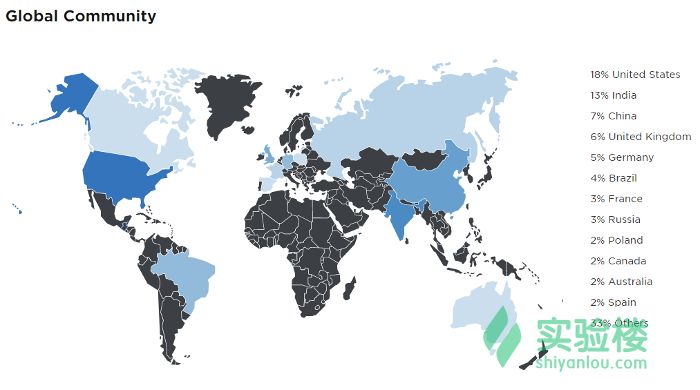 Global Community
18% United States
13% India
7% China
6% United Kingdom
5% Germany
4% Brazil
3% France
3% Russia
2% Poland
2% Canada
2% Australia
2% Spain
33% Others
实验楼
shiyanlou.com